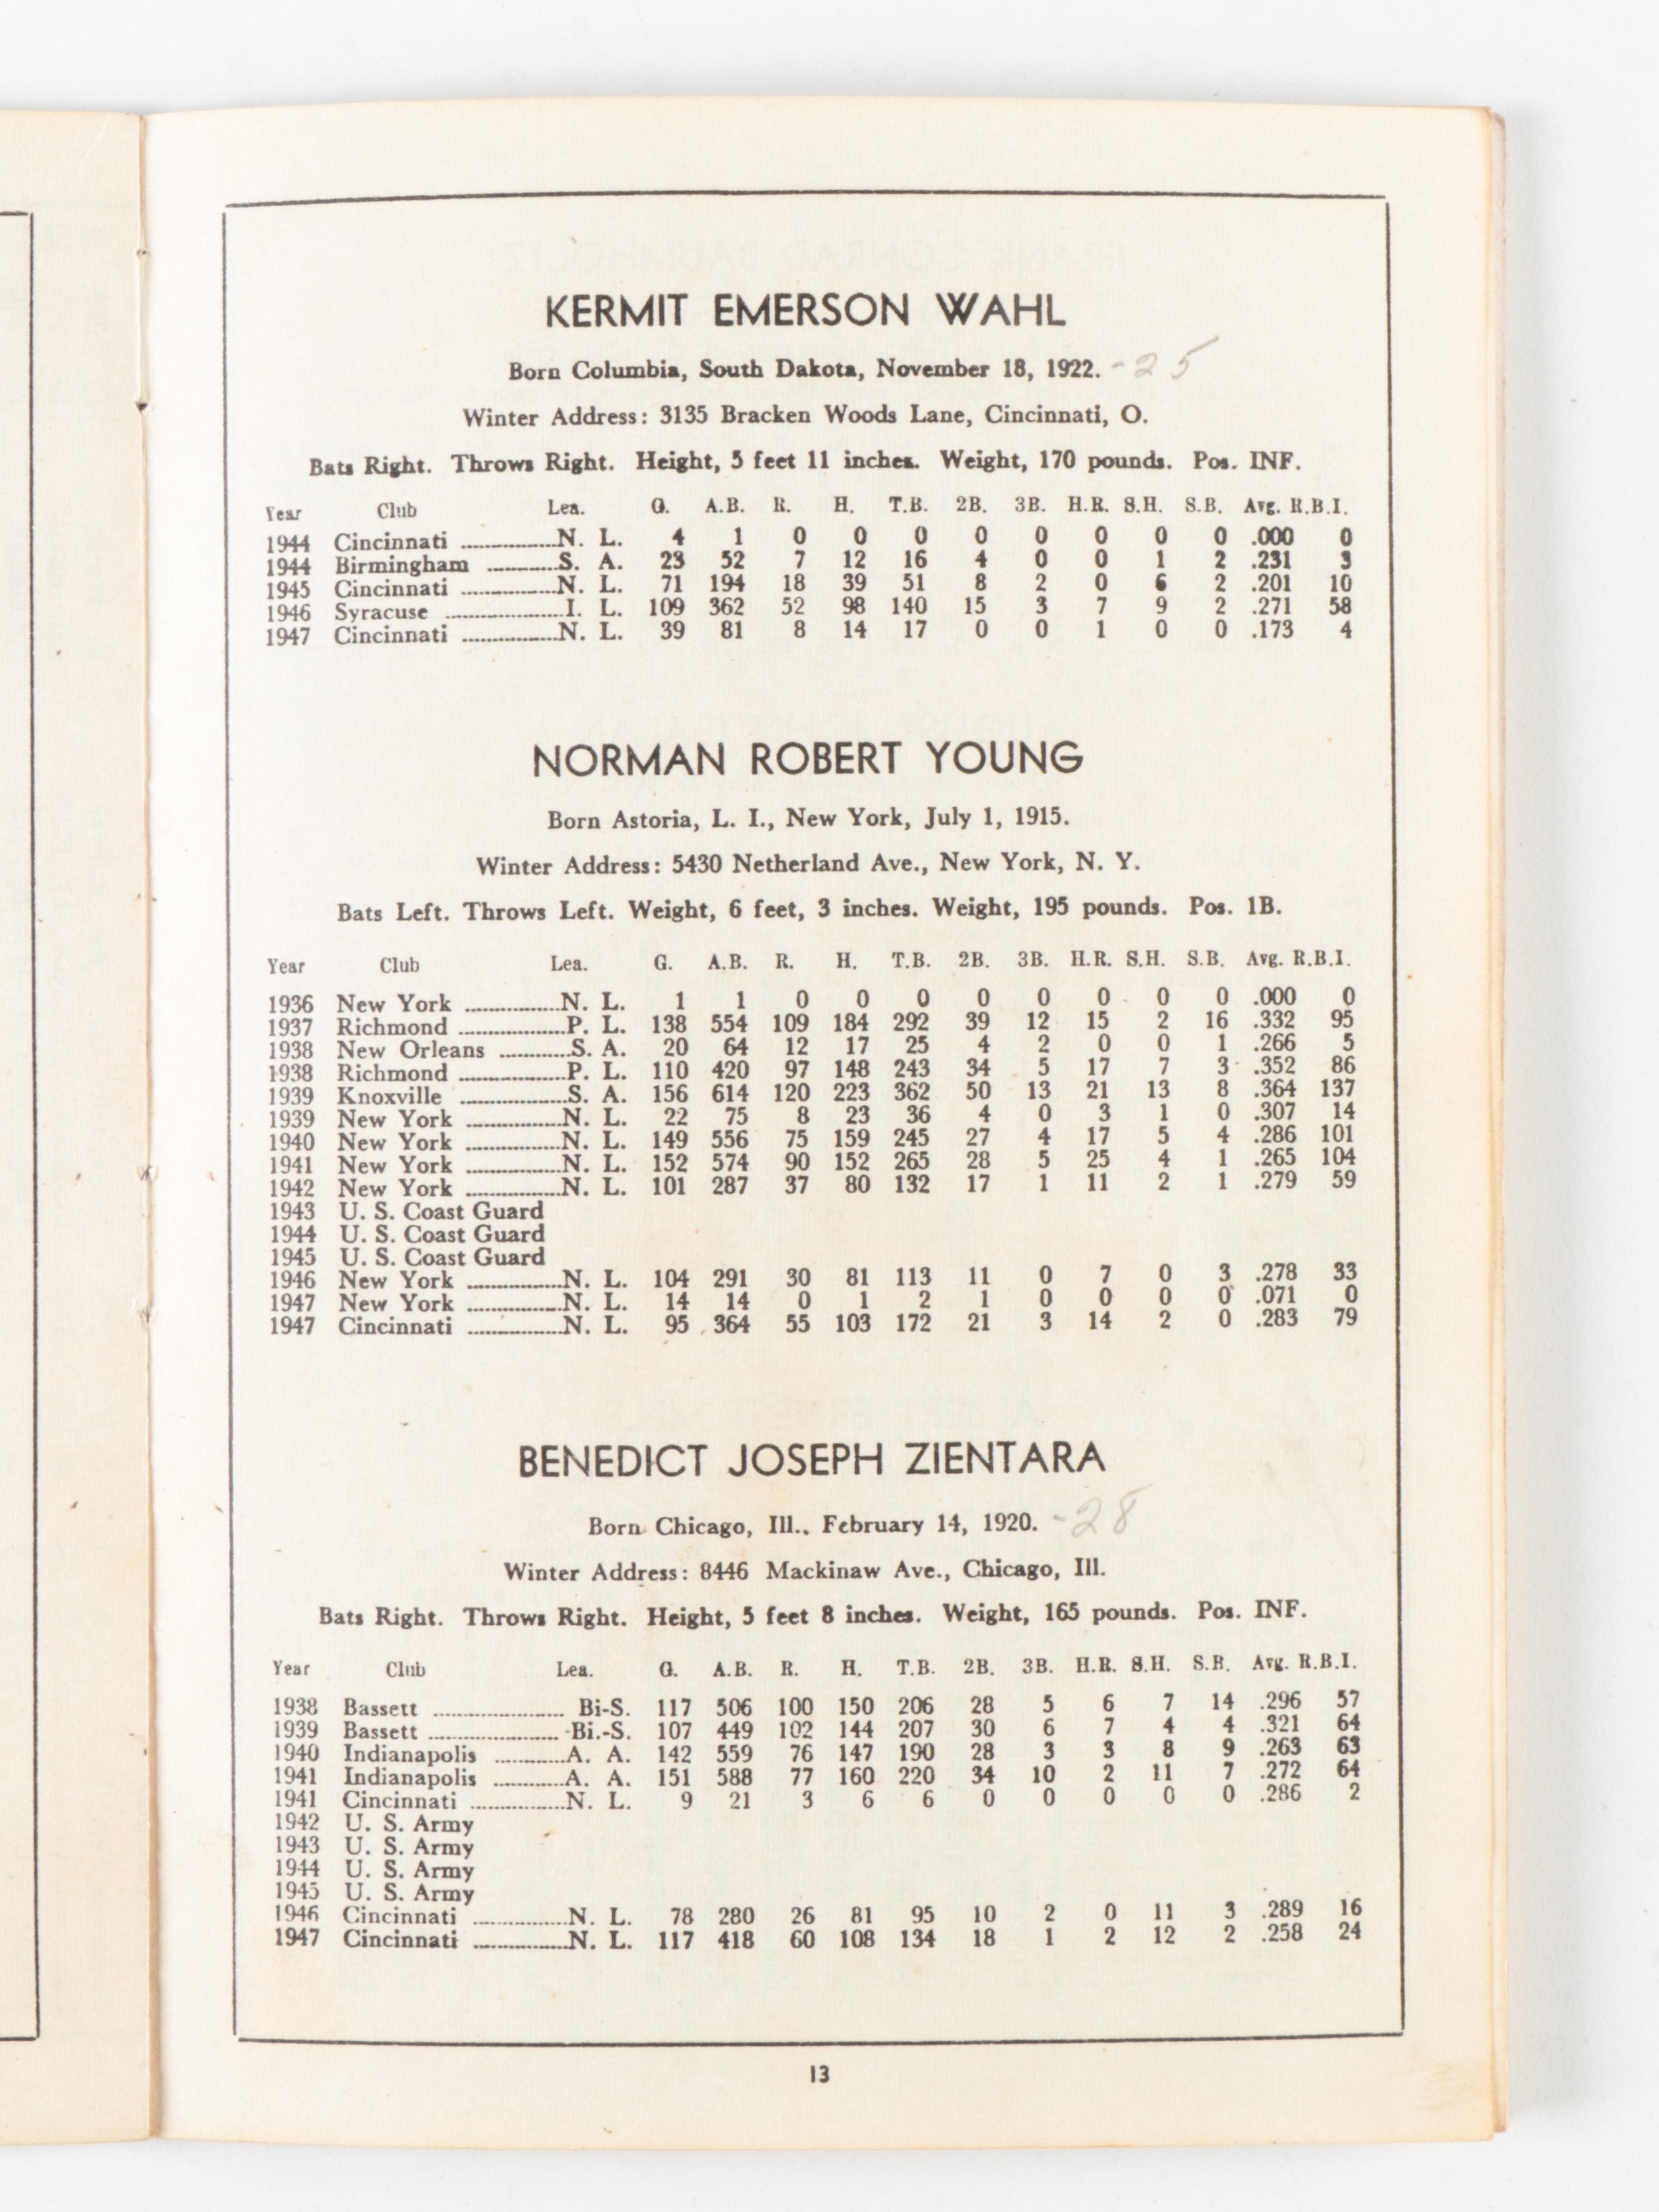 KERMIT EMERSON WAHL
Born Columbia, South Dakota, November 18, 1922. -25
Winter Address: 3135 Bracken Woods Lane, Cincinnati, O.
Bats Right. Throws Right. Height, 5 feet 11 inches. Weight, 170 pounds. Pos. INF.
Year Club Lea. G. A.B. R. H. T.B. 2B. 3B. H.R. S.H. S.B. Avg. R.B.I.
1944 Cincinnati ................N. L. 4 1 0 0 0 0 0 0 0 0 .000 0
1944 Birmingham ............S. A. 23 52 7 12 16 4 0 0 1 2 .231 3
1945 Cincinnati ................N. L. 71 194 18 39 51 8 2 0 6 2 .201 10
1946 Syracuse ....................I. L. 109 362 52 98 140 15 3 7 9 2 .271 58
1947 Cincinnati ................N. L. 39 81 8 14 17 0 0 1 0 0 .173 4
NORMAN ROBERT YOUNG
Born Astoria, L. I., New York, July 1, 1915.
Winter Address: 5430 Netherland Ave., New York, N. Y.
Bats Left. Throws Left. Weight, 6 feet, 3 inches. Weight, 195 pounds. Pos. 1B.
Year Club Lea. G. A.B. R. H. T.B. 2B. 3B. H.R. S.H. S.B. Avg. R.B.I.
1936 New York ................N. L. 1 1 0 0 0 0 0 0 0 0 .000 0
1937 Richmond ..................P. L. 138 554 109 184 292 39 12 15 2 16 .332 95
1938 New Orleans ............S. A. 20 64 12 17 25 4 2 0 0 1 .266 5
1938 Richmond ..................P. L. 110 420 97 148 243 34 5 17 7 3 .352 86
1939 Knoxville ..................S. A. 156 614 120 223 362 50 13 21 13 8 .364 137
1939 New York ................N. L. 22 75 8 23 36 4 0 3 1 0 .307 14
1940 New York ................N. L. 149 556 75 159 245 27 4 17 5 4 .286 101
1941 New York ................N. L. 152 574 90 152 265 28 5 25 4 1 .265 104
1942 New York ................N. L. 101 287 37 80 132 17 1 11 2 1 .279 59
1943 U. S. Coast Guard
1944 U. S. Coast Guard
1945 U. S. Coast Guard
1946 New York ................N. L. 104 291 30 81 113 11 0 7 0 3 .278 33
1947 New York ................N. L. 14 14 0 1 2 1 0 0 0 0 .071 0
1947 Cincinnati ................N. L. 95 364 55 103 172 21 3 14 2 0 .283 79
BENEDICT JOSEPH ZIENTARA
Born Chicago, Ill., February 14, 1920. -28
Winter Address: 8446 Mackinaw Ave., Chicago, Ill.
Bats Right. Throws Right. Height, 5 feet 8 inches. Weight, 165 pounds. Pos. INF.
Year Club Lea. G. A.B. R. H. T.B. 2B. 3B. H.R. S.H. S.B. Avg. R.B.I.
1938 Bassett ...................... Bi-S. 117 506 100 150 206 28 5 6 7 14 .296 57
1939 Bassett ...................... Bi.-S. 107 449 102 144 207 30 6 7 4 4 .321 64
1940 Indianapolis ............A. A. 142 559 76 147 190 28 3 3 8 9 .263 63
1941 Indianapolis ............A. A. 151 588 77 160 220 34 10 2 11 7 .272 64
1941 Cincinnati ................N. L. 9 21 3 6 6 0 0 0 0 0 .286 2
1942 U. S. Army
1943 U. S. Army
1944 U. S. Army
1945 U. S. Army
1946 Cincinnati ................N. L. 78 280 26 81 95 10 2 0 11 3 .289 16
1947 Cincinnati ................N. L. 117 418 60 108 134 18 1 2 12 2 .258 24
13